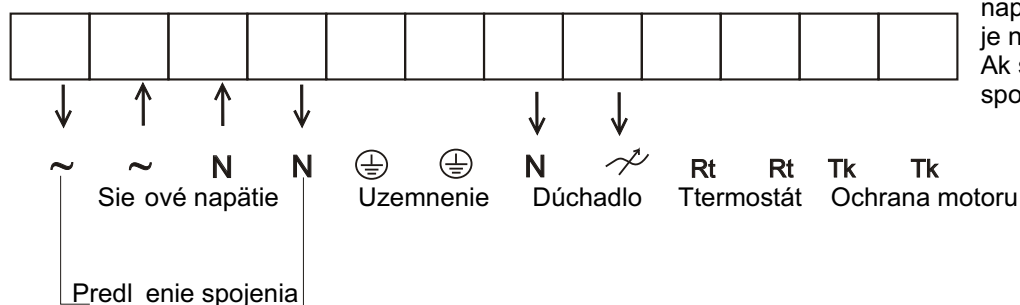 nap
je n
Ak s
spo
~ ~ N N N Rt Rt Tk Tk
Sie ové napätie Uzemnenie Dúchadlo Ttermostát Ochrana motoru
Predl enie spojenia